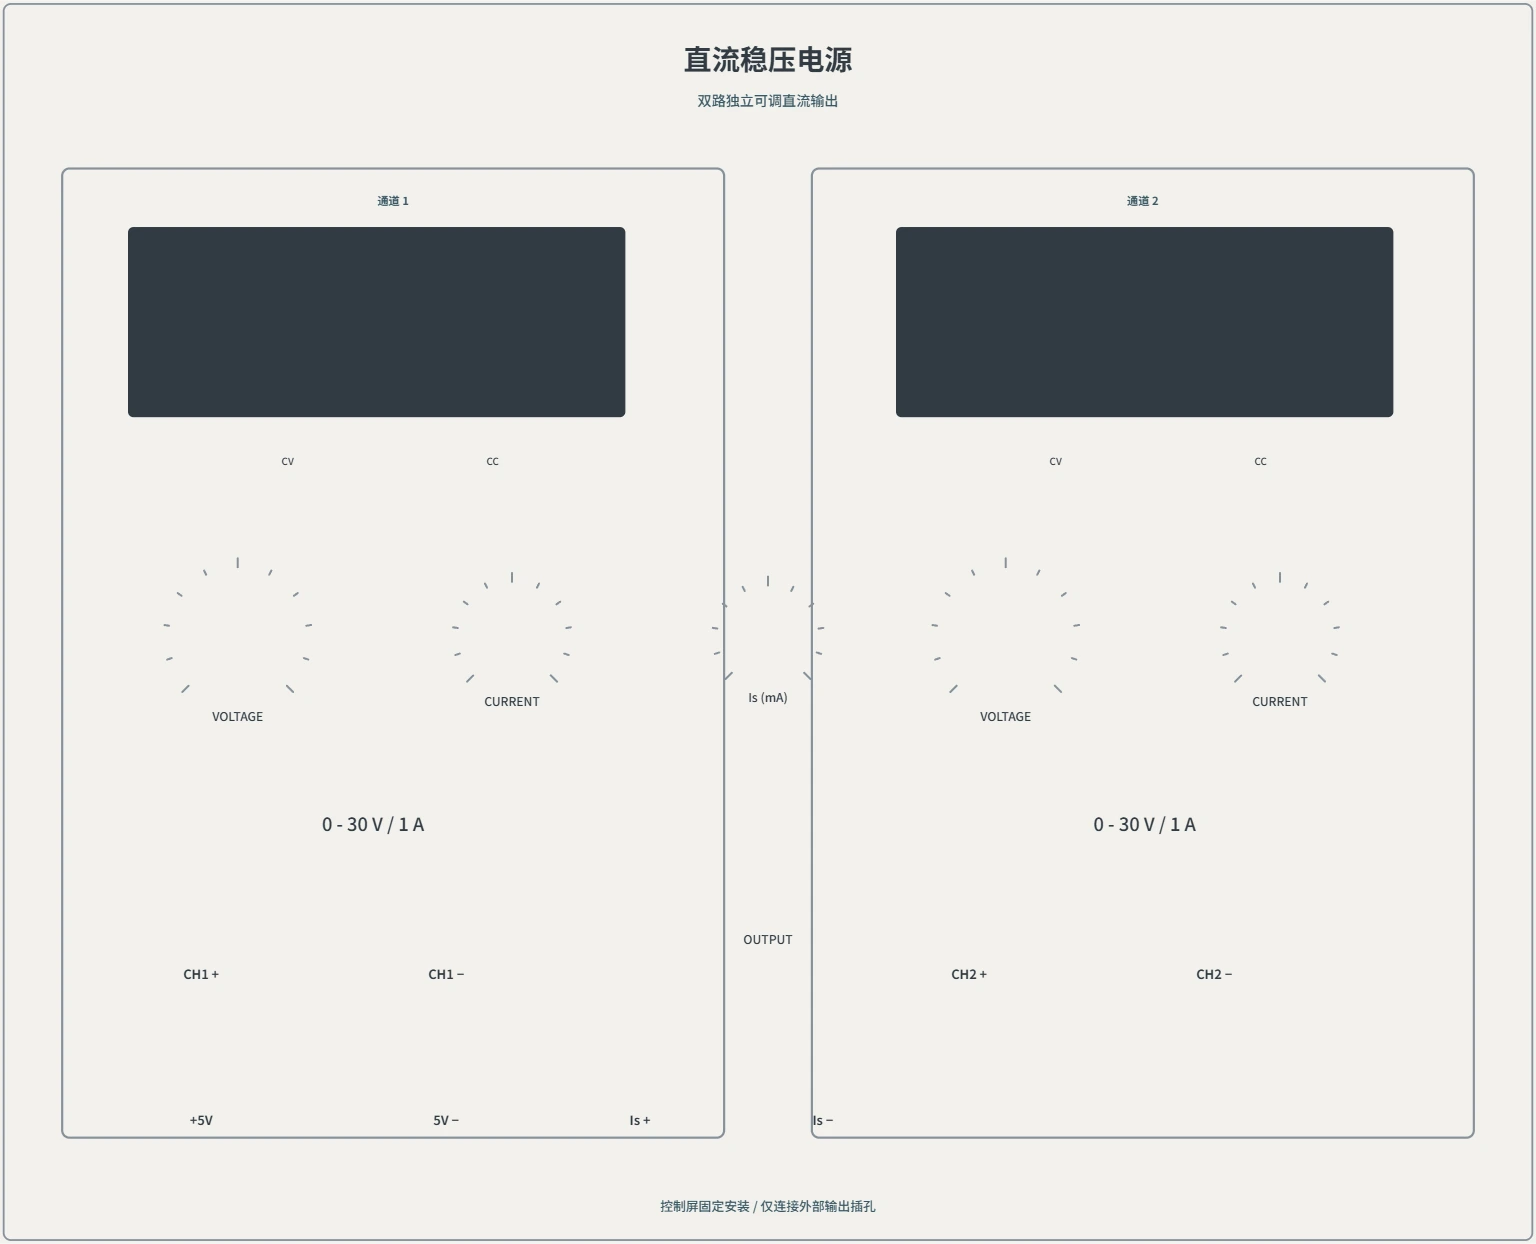 直流稳压电源
双路独立可调直流输出
通道 1
通道 2
CV
CC
CV
CC
VOLTAGE
CURRENT
Is (mA)
VOLTAGE
CURRENT
0 - 30 V / 1 A
0 - 30 V / 1 A
OUTPUT
CH1 +
CH1 −
CH2 +
CH2 −
+5V
5V −
Is +
Is −
控制屏固定安装 / 仅连接外部输出插孔